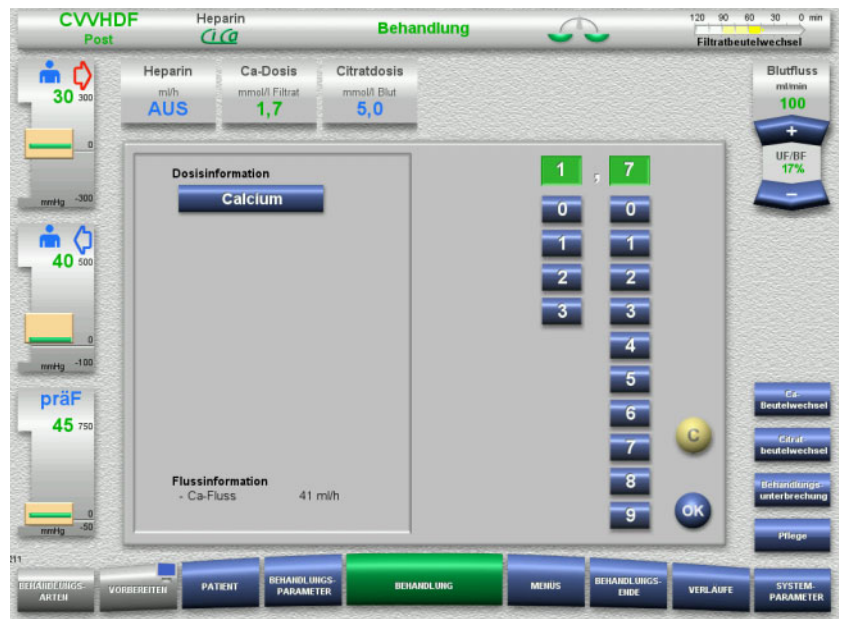 CVVHDF
Post
Heparin
CiCa
Behandlung
120 90 60 30 0 min
Filtratbeutelwechsel
30 300
0
mmHg -300
Heparin
ml/h
AUS
Ca-Dosis
mmol/l Filtrat
1,7
Citratdosis
mmol/l Blut
5,0
Blutfluss
ml/min
100
+
UF/BF
17%
−
40 500
0
mmHg -100
präF
45 750
0
mmHg -50
Dosisinformation
Calcium
Flussinformation
- Ca-Fluss 41 ml/h
1 , 7
0 0
1 1
2 2
3 3
4
5
6
7
8
9
C
OK
Ca-
Beutelwechsel
Citrat
beutelwechsel
Behandlungs-
unterbrechung
Pflege
211
BEHANDLUNGS-
ARTEN
VORBEREITEN
PATIENT
BEHANDLUNGS-
PARAMETER
BEHANDLUNG
MENÜS
BEHANDLUNGS-
ENDE
VERLÄUFE
SYSTEM-
PARAMETER